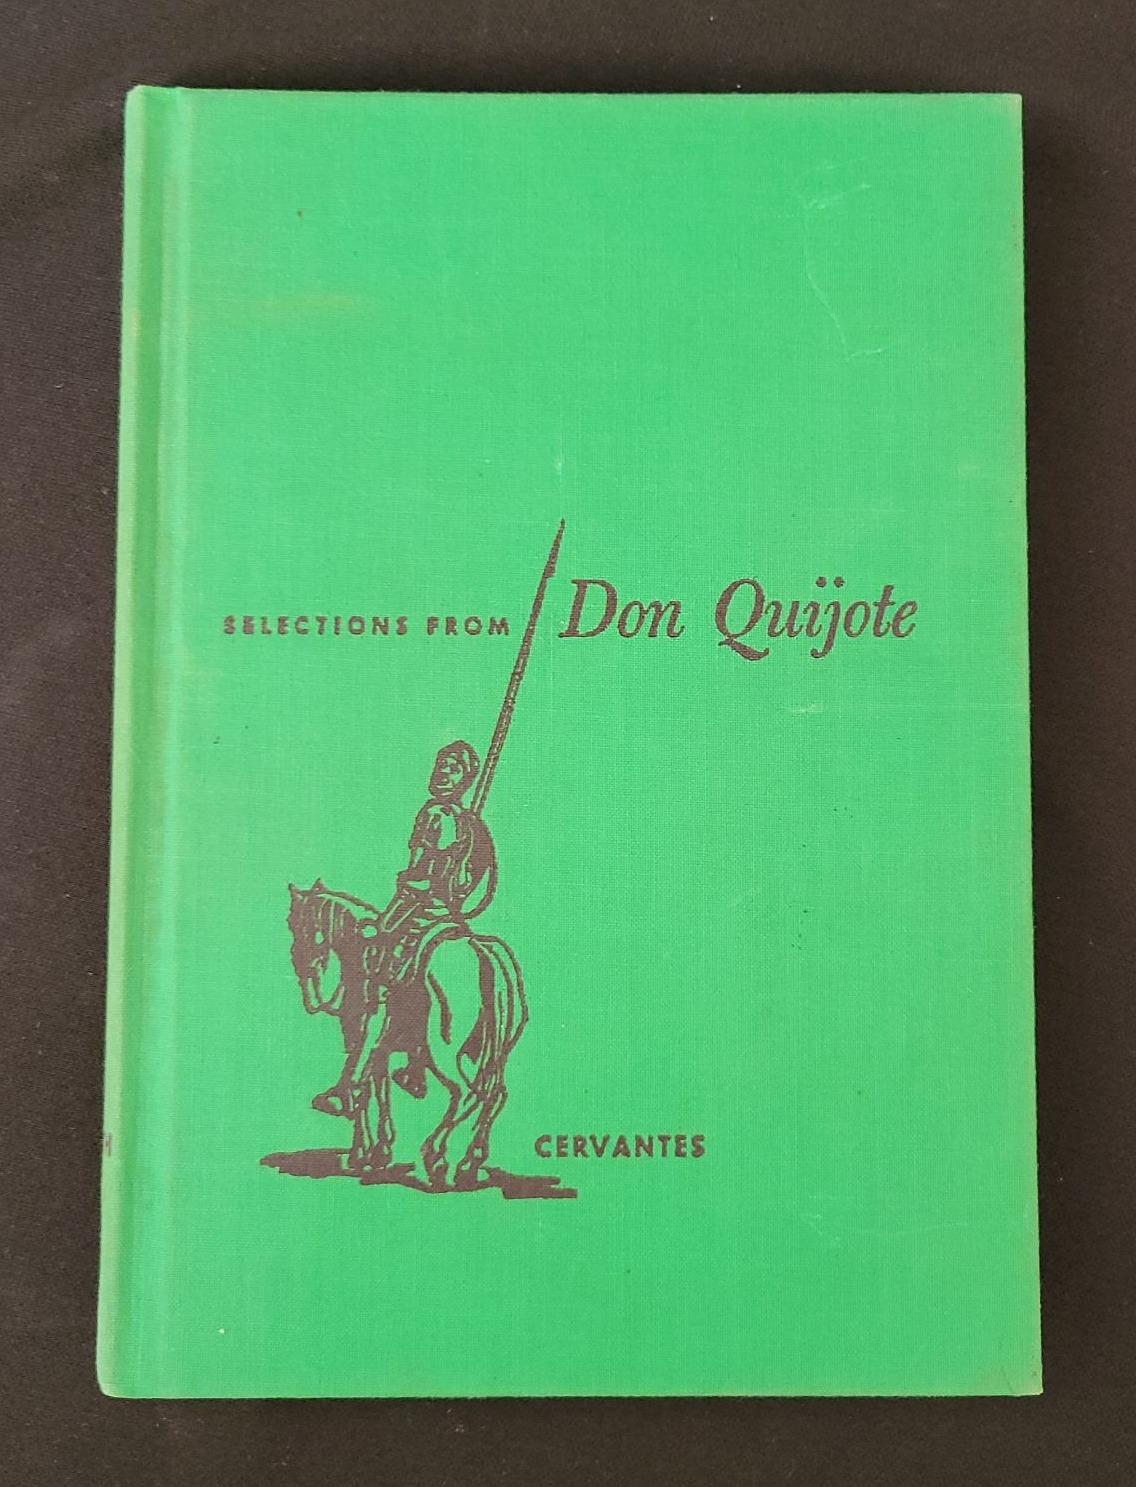 SELECTIONS FROM Don Quijote
CERVANTES